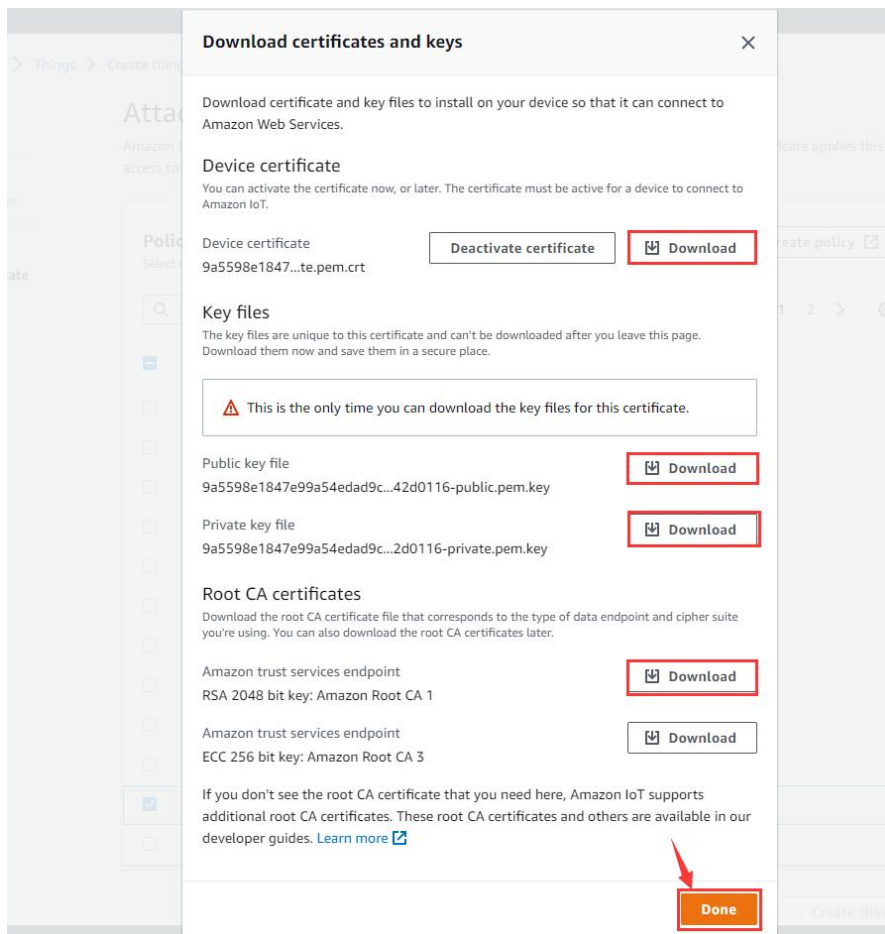 Download certificates and keys
Things > Create thin
Download certificate and key files to install on your device so that it can connect to
Amazon Web Services.
Attac
Amazon
icate applies this
access to
Device certificate
You can activate the certificate now, or later. The certificate must be active for a device to connect to
Amazon IoT.
Polic
Select
Device certificate
9a5598e1847...te.pem.crt
Deactivate certificate
Download
reate policy
ate
1 2
Key files
The key files are unique to this certificate and can't be downloaded after you leave this page.
Download them now and save them in a secure place.
This is the only time you can download the key files for this certificate.
Public key file
9a5598e1847e99a54edad9c...42d0116-public.pem.key
Download
Private key file
9a5598e1847e99a54edad9c...2d0116-private.pem.key
Download
Root CA certificates
Download the root CA certificate file that corresponds to the type of data endpoint and cipher suite
you're using. You can also download the root CA certificates later.
Amazon trust services endpoint
RSA 2048 bit key: Amazon Root CA 1
Download
Amazon trust services endpoint
ECC 256 bit key: Amazon Root CA 3
Download
If you don't see the root CA certificate that you need here, Amazon IoT supports
additional root CA certificates. These root CA certificates and others are available in our
developer guides. Learn more
Done
Create thin